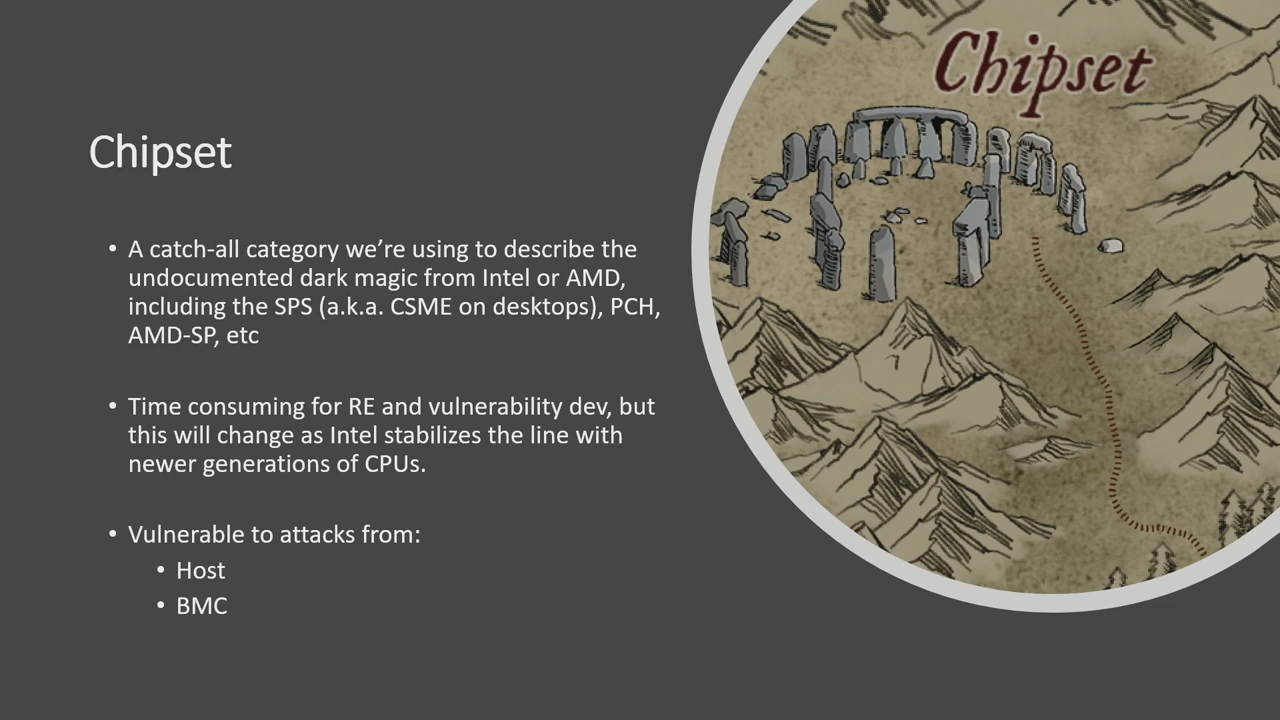 Chipset
Chipset
• A catch-all category we’re using to describe the
undocumented dark magic from Intel or AMD,
including the SPS (a.k.a. CSME on desktops), PCH,
AMD-SP, etc
• Time consuming for RE and vulnerability dev, but
this will change as Intel stabilizes the line with
newer generations of CPUs.
• Vulnerable to attacks from:
• Host
• BMC